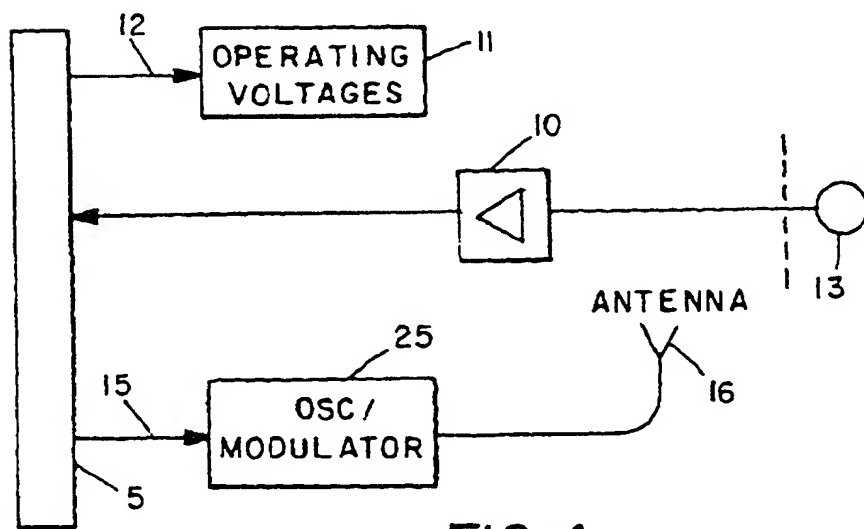 12
OPERATING
VOLTAGES
11
10
13
ANTENNA
16
25
15
OSC/
MODULATOR
5